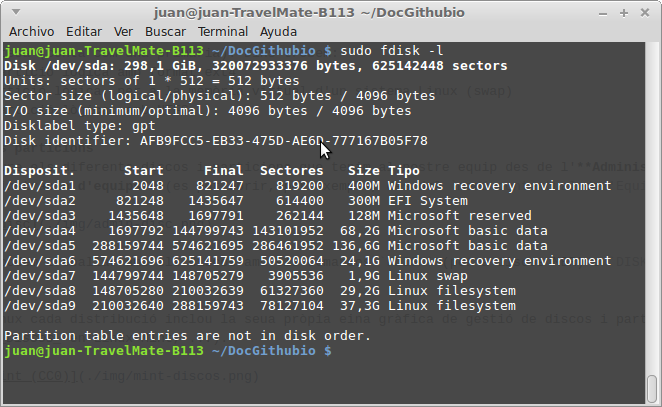 juan@juan-TravelMate-B113 ~/DocGithubio
Archivo Editar Ver Buscar Terminal Ayuda
juan@juan-TravelMate-B113 ~/DocGithubio $ sudo fdisk -l
Disk /dev/sda: 298,1 GiB, 320072933376 bytes, 625142448 sectors
Units: sectors of 1 * 512 = 512 bytes
Sector size (logical/physical): 512 bytes / 4096 bytes
I/O size (minimum/optimal): 4096 bytes / 4096 bytes
Disklabel type: gpt
Disk identifier: AFB9FCC5-EB33-475D-AE6D-777167B05F78
Disposit. Start Final Sectores Size Tipo
/dev/sda1 2048 821247 819200 400M Windows recovery environment
/dev/sda2 821248 1435647 614400 300M EFI System
/dev/sda3 1435648 1697791 262144 128M Microsoft reserved
/dev/sda4 1697792 144799743 143101952 68,2G Microsoft basic data
/dev/sda5 288159744 574621695 286461952 136,6G Microsoft basic data
/dev/sda6 574621696 625141759 50520064 24,1G Windows recovery environment
/dev/sda7 144799744 148705279 3905536 1,9G Linux swap
/dev/sda8 148705280 210032639 61327360 29,2G Linux filesystem
/dev/sda9 210032640 288159743 78127104 37,3G Linux filesystem
Partition table entries are not in disk order.
juan@juan-TravelMate-B113 ~/DocGithubio $
(./img/mint-discos.png)